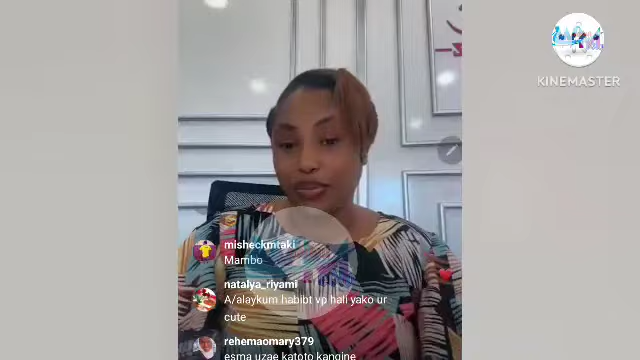 KINEMASTER
misheckmtaki
Mambo
natalya_riyami
A/alaykum habibt vp hali yako ur
cute
rehemaomary379
esma uzae katoto kangine